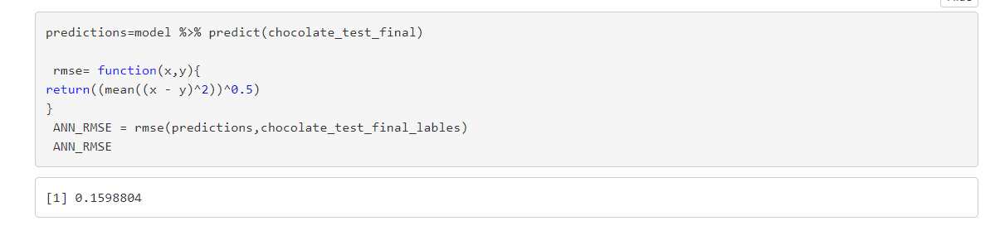 predictions=model %>% predict(chocolate_test_final)
rmse= function(x,y){
return((mean((x - y)^2))^0.5)
}
ANN_RMSE = rmse(predictions,chocolate_test_final_lables)
ANN_RMSE
[1] 0.1598804